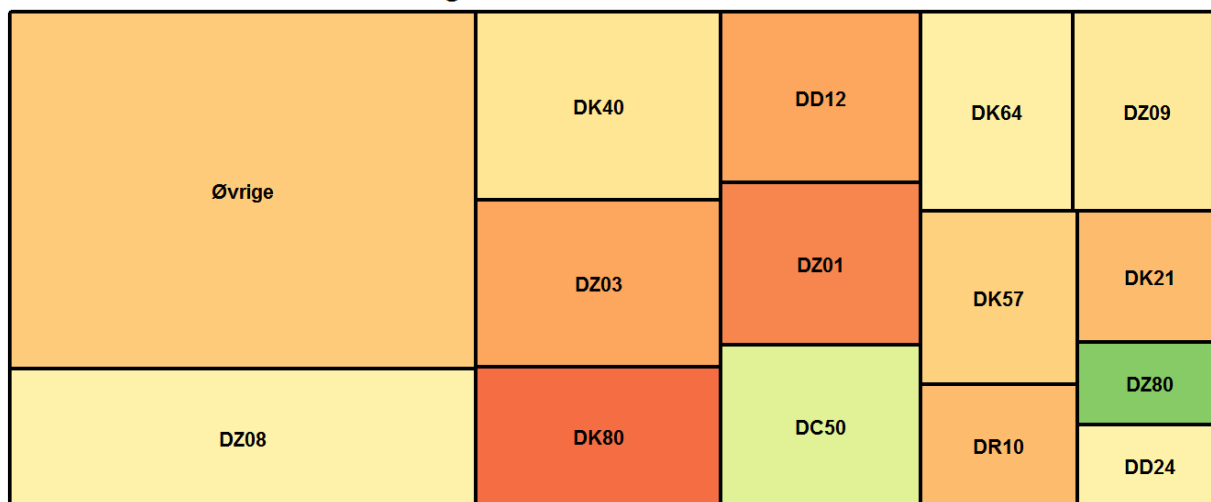 Øvrige
DZ08
DK40
DZ03
DK80
DD12
DZ01
DC50
DK64
DZ09
DK57
DR10
DK21
DZ80
DD24